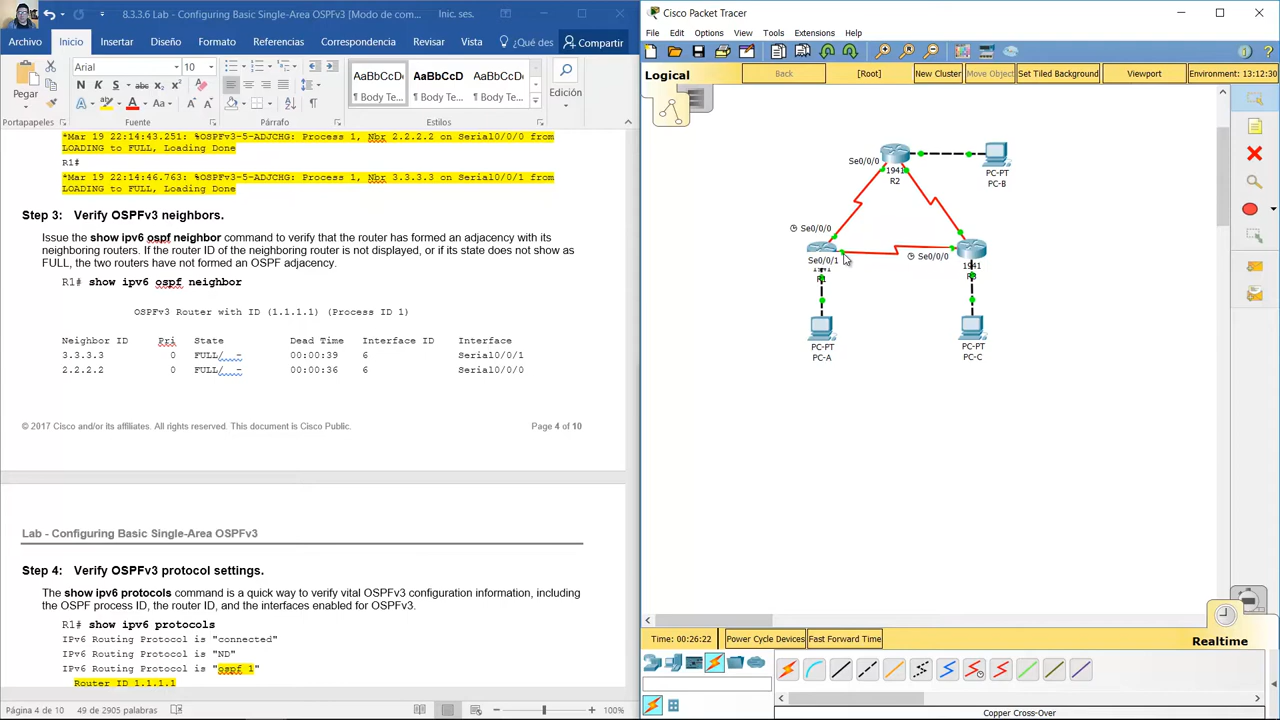 8.3.3.6 Lab - Configuring Basic Single-Area OSPFv3 [Modo de com...
Inic. ses.
Archivo Inicio Insertar Diseño Formato Referencias Correspondencia Revisar Vista ¿Qué des Compartir
Pegar
Arial 10
AaBbCcD AaBbCcD AaBbCcD
¶ Body Te... ¶ Body Te... ¶ Body Te...
Edición
Portapapeles Fuente Párrafo Estilos
*Mar 19 22:14:43.251: %OSPFv3-5-ADJCHG: Process 1, Nbr 2.2.2.2 on Serial0/0/0 from
LOADING to FULL, Loading Done
R1#
*Mar 19 22:14:46.763: %OSPFv3-5-ADJCHG: Process 1, Nbr 3.3.3.3 on Serial0/0/1 from
LOADING to FULL, Loading Done
Step 3: Verify OSPFv3 neighbors.
Issue the show ipv6 ospf neighbor command to verify that the router has formed an adjacency with its
neighboring routers. If the router ID of the neighboring router is not displayed, or if its state does not show as
FULL, the two routers have not formed an OSPF adjacency.
R1# show ipv6 ospf neighbor
OSPFv3 Router with ID (1.1.1.1) (Process ID 1)
Neighbor ID Pri State Dead Time Interface ID Interface
3.3.3.3 0 FULL/ - 00:00:39 6 Serial0/0/1
2.2.2.2 0 FULL/ - 00:00:36 6 Serial0/0/0
© 2017 Cisco and/or its affiliates. All rights reserved. This document is Cisco Public. Page 4 of 10
Lab - Configuring Basic Single-Area OSPFv3
Step 4: Verify OSPFv3 protocol settings.
The show ipv6 protocols command is a quick way to verify vital OSPFv3 configuration information, including
the OSPF process ID, the router ID, and the interfaces enabled for OSPFv3.
R1# show ipv6 protocols
IPv6 Routing Protocol is "connected"
IPv6 Routing Protocol is "ND"
IPv6 Routing Protocol is "ospf 1"
Router ID 1.1.1.1
Página 4 de 10 49 de 2905 palabras 100%
Cisco Packet Tracer
File Edit Options View Tools Extensions Help
Logical Back [Root] New Cluster Move Object Set Tiled Background Viewport Environment: 13:12:30
Se0/0/0
1941
R2
PC-PT
PC-B
Se0/0/0
Se0/0/1
R1
Se0/0/0
1941
R3
PC-PT
PC-A
PC-PT
PC-C
Time: 00:26:22 Power Cycle Devices Fast Forward Time Realtime
Copper Cross-Over